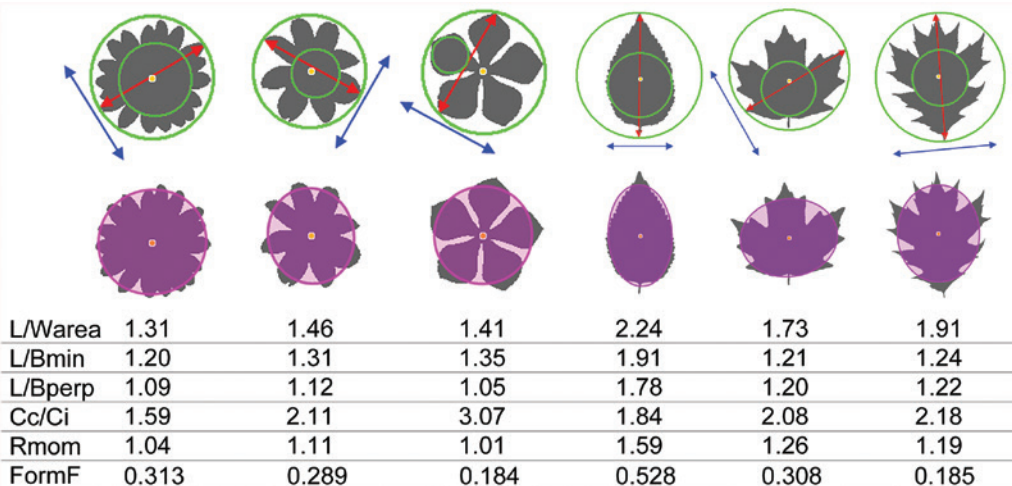 L/Warea 1.31 1.46 1.41 2.24 1.73 1.91
L/Bmin 1.20 1.31 1.35 1.91 1.21 1.24
L/Bperp 1.09 1.12 1.05 1.78 1.20 1.22
Cc/Ci 1.59 2.11 3.07 1.84 2.08 2.18
Rmom 1.04 1.11 1.01 1.59 1.26 1.19
FormF 0.313 0.289 0.184 0.528 0.308 0.185